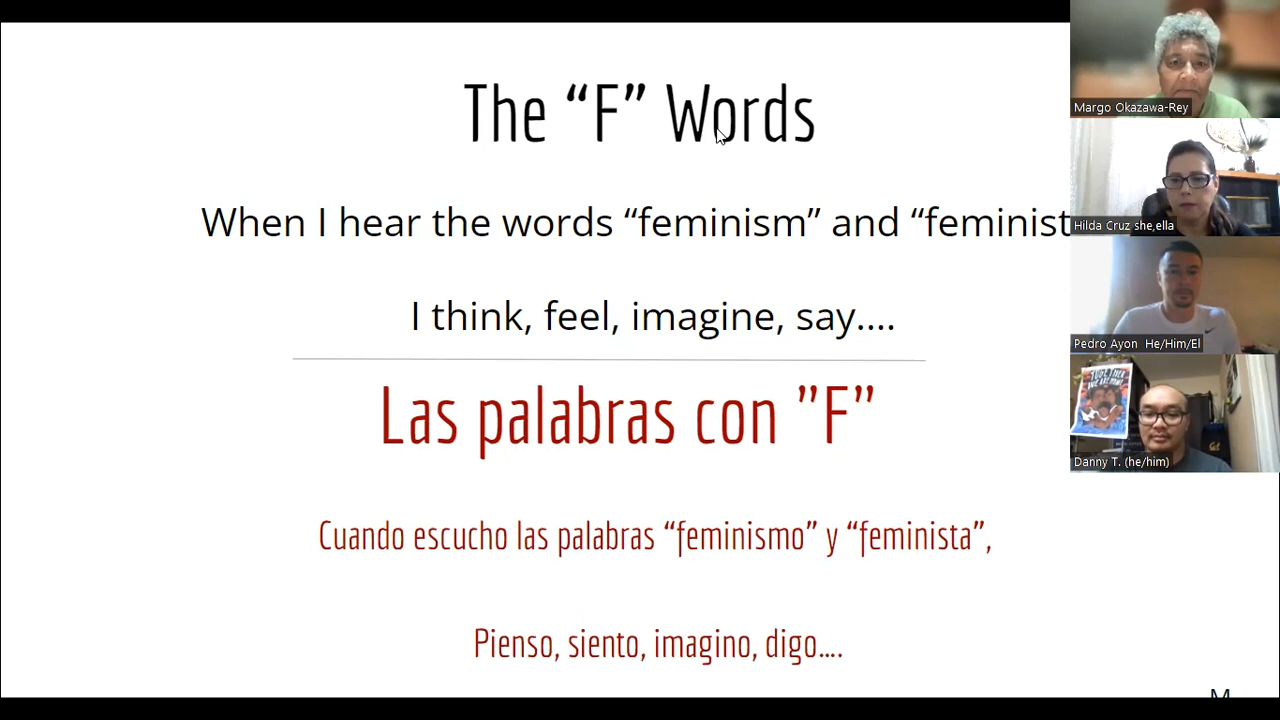 The “F” Words
When I hear the words “feminism” and “feminist
I think, feel, imagine, say....
Las palabras con ”F”
Cuando escucho las palabras “feminismo” y “feminista”,
Pienso, siento, imagino, digo....
M
Margo Okazawa-Rey
Hilda Cruz she,ella
Pedro Ayon He/Him/El
Danny T. (he/him)